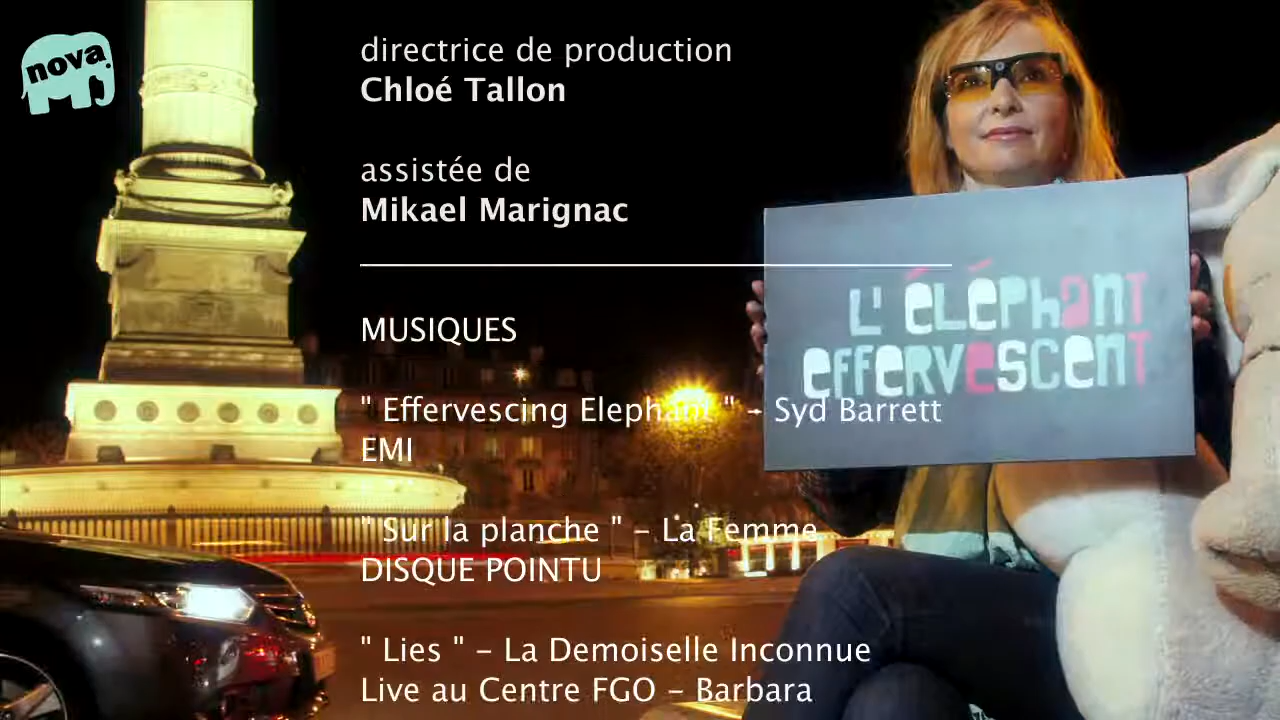 nova
directrice de production
Chloé Tallon
assistée de
Mikael Marignac
L' éLéPhanT
EFFERVESCENT
MUSIQUES
" Effervescing Elephant " - Syd Barrett
EMI
" Sur la planche " - La Femme
DISQUE POINTU
" Lies " - La Demoiselle Inconnue
Live au Centre FGO - Barbara